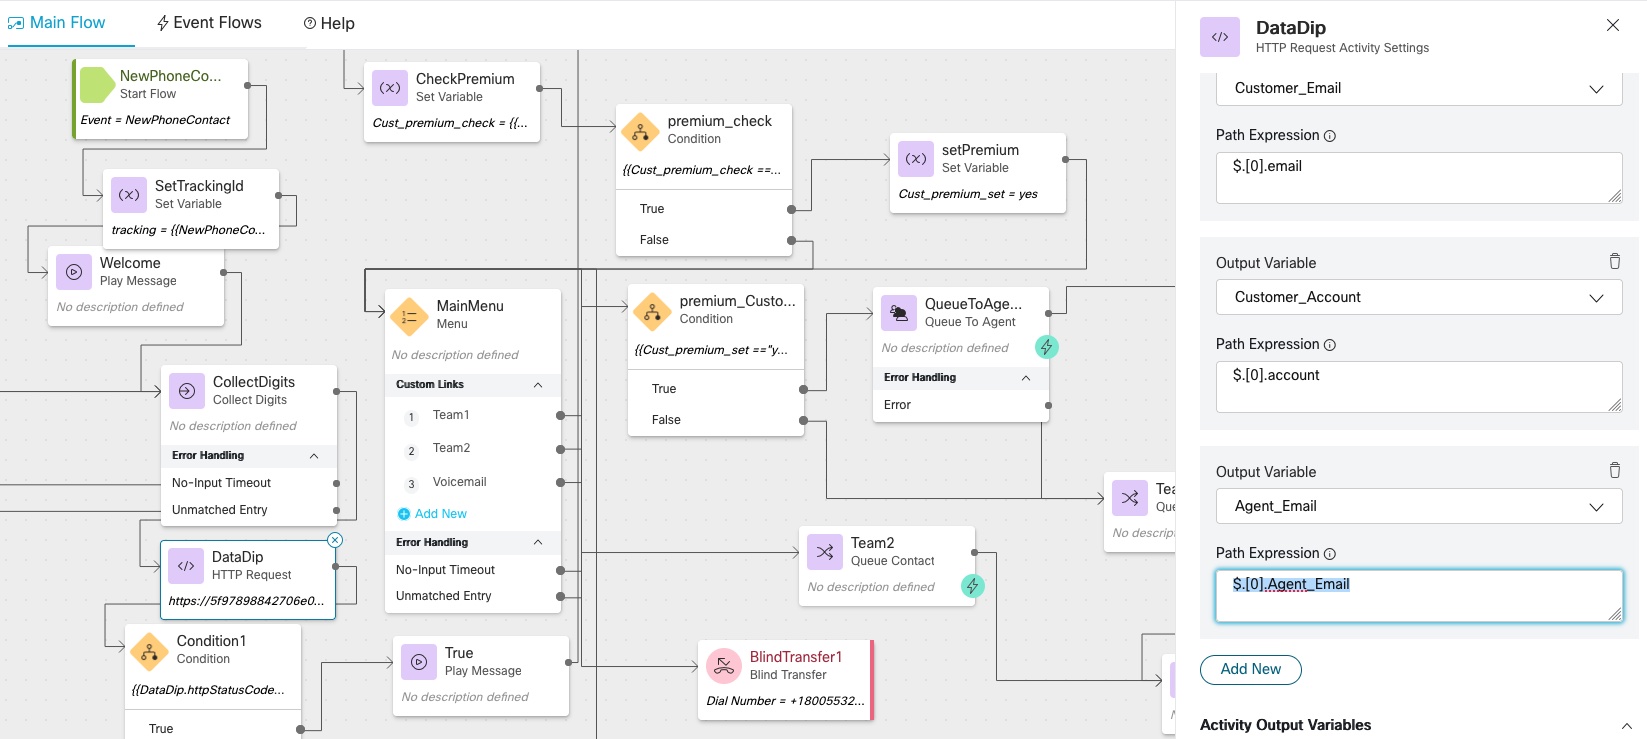 Main Flow
Event Flows
Help
NewPhoneCo...
Start Flow
Event = NewPhoneContact
SetTrackingId
Set Variable
tracking = {{NewPhoneCo...
Welcome
Play Message
No description defined
CollectDigits
Collect Digits
No description defined
Error Handling
No-Input Timeout
Unmatched Entry
DataDip
HTTP Request
https://5f97898842706e0...
Condition1
Condition
{{DataDip.httpStatusCode...
True
CheckPremium
Set Variable
Cust_premium_check = {{...
MainMenu
Menu
No description defined
Custom Links
1 Team1
2 Team2
3 Voicemail
Add New
Error Handling
No-Input Timeout
Unmatched Entry
True
Play Message
No description defined
premium_check
Condition
{{Cust_premium_check ==...
True
False
premium_Custo...
Condition
{{Cust_premium_set =="y...
True
False
setPremium
Set Variable
Cust_premium_set = yes
QueueToAge...
Queue To Agent
No description defined
Error Handling
Error
Team2
Queue Contact
No description defined
BlindTransfer1
Blind Transfer
Dial Number = +18005532...
Tea
Que
No descrip
DataDip
HTTP Request Activity Settings
Customer_Email
Path Expression
$.[0].email
Output Variable
Customer_Account
Path Expression
$.[0].account
Output Variable
Agent_Email
Path Expression
$.[0].Agent_Email
Add New
Activity Output Variables